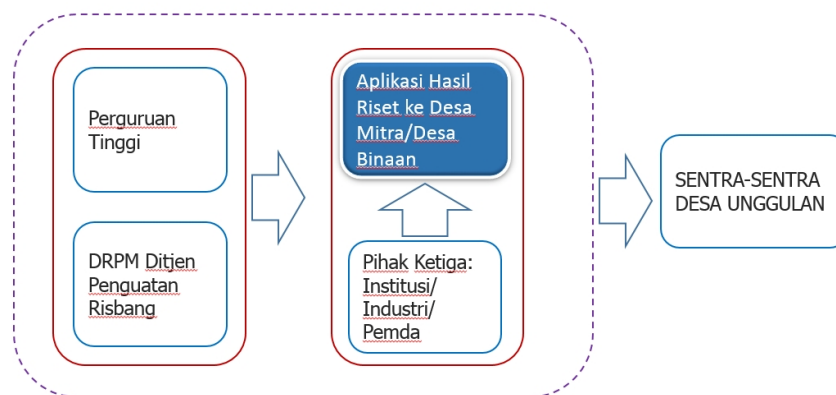 Perguruan
Tinggi
DRPM Ditjen
Penguatan
Risbang
Aplikasi Hasil
Riset ke Desa
Mitra/Desa
Binaan
Pihak Ketiga:
Institusi/
Industri/
Pemda
SENTRA-SENTRA
DESA UNGGULAN